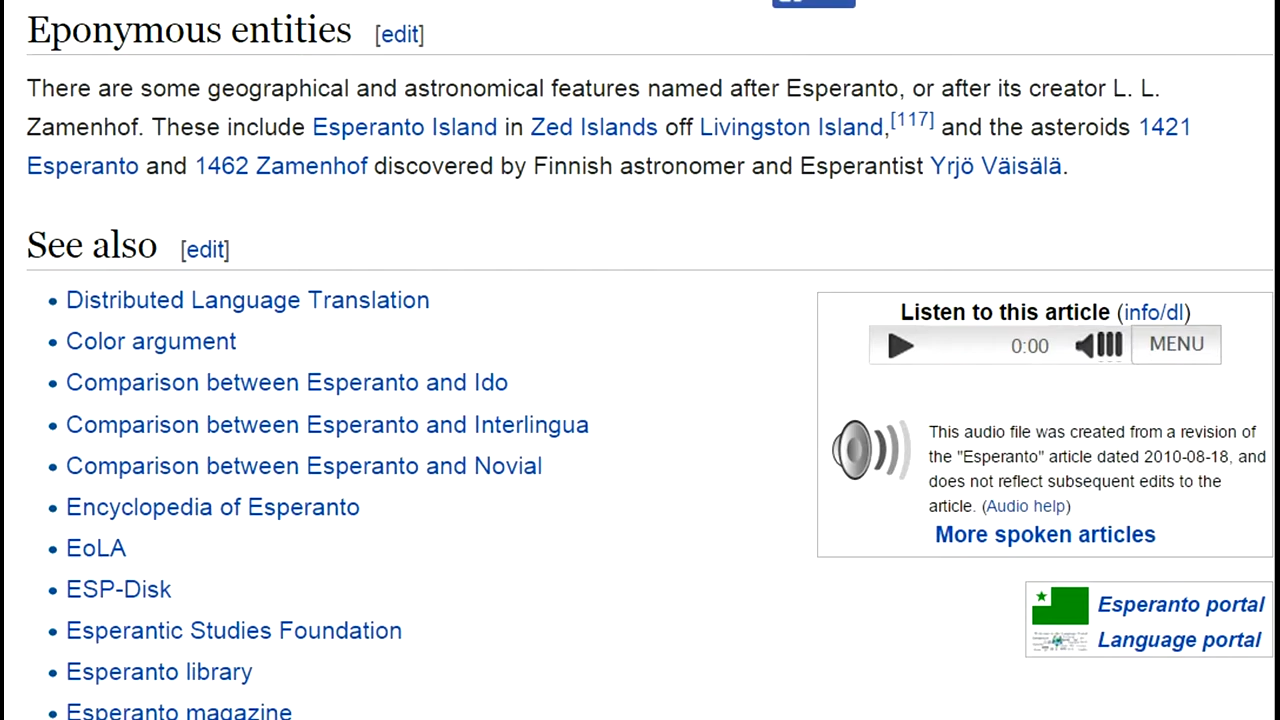 Eponymous entities [edit]
There are some geographical and astronomical features named after Esperanto, or after its creator L. L.
Zamenhof. These include Esperanto Island in Zed Islands off Livingston Island,[117] and the asteroids 1421
Esperanto and 1462 Zamenhof discovered by Finnish astronomer and Esperantist Yrjö Väisälä.
See also [edit]
• Distributed Language Translation
• Color argument
• Comparison between Esperanto and Ido
• Comparison between Esperanto and Interlingua
• Comparison between Esperanto and Novial
• Encyclopedia of Esperanto
• EoLA
• ESP-Disk
• Esperantic Studies Foundation
• Esperanto library
• Esperanto magazine
Listen to this article (info/dl)
0:00 MENU
This audio file was created from a revision of
the "Esperanto" article dated 2010-08-18, and
does not reflect subsequent edits to the
article. (Audio help)
More spoken articles
Esperanto portal
Language portal